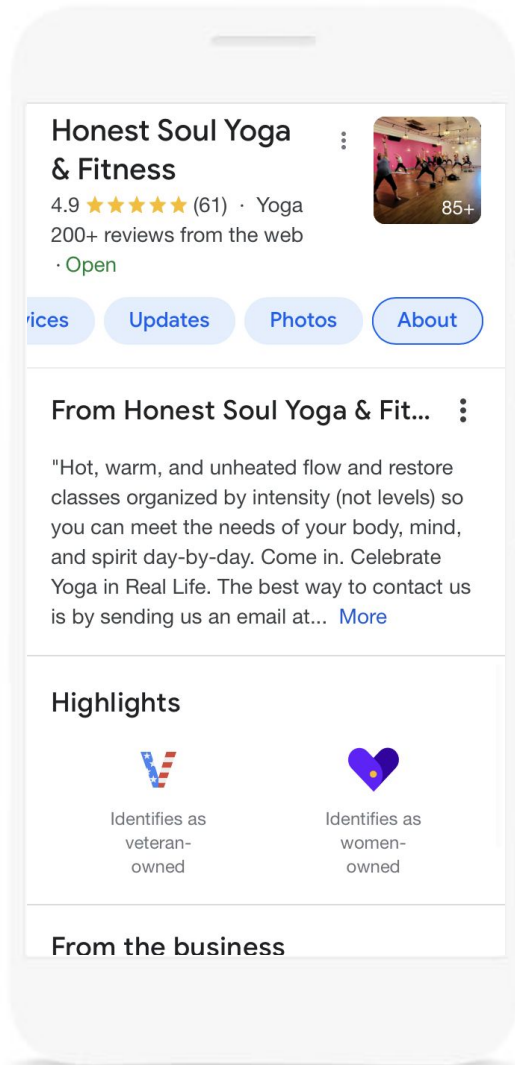 Honest Soul Yoga
& Fitness
4.9 ★★★★★ (61) · Yoga
200+ reviews from the web
· Open
85+
vices Updates Photos About
From Honest Soul Yoga & Fit...
"Hot, warm, and unheated flow and restore
classes organized by intensity (not levels) so
you can meet the needs of your body, mind,
and spirit day-by-day. Come in. Celebrate
Yoga in Real Life. The best way to contact us
is by sending us an email at... More
Highlights
Identifies as
veteran-
owned
Identifies as
women-
owned
From the business